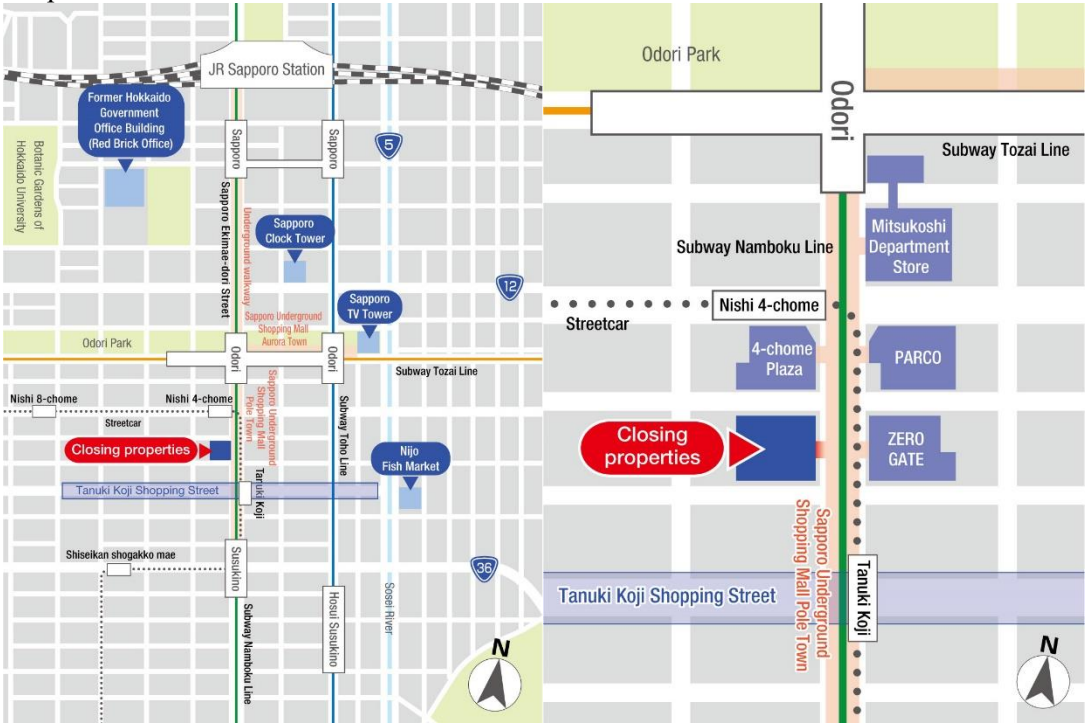 JR Sapporo Station
Former Hokkaido
Government
Office Building
(Red Brick Office)
Botanic Gardens of
Hokkaido University
Sapporo
Sapporo
5
Sapporo Ekimae-dori Street
Underground walkway
Sapporo
Clock Tower
12
Sapporo
TV Tower
Sapporo Underground
Shopping Mall
Aurora Town
Odori Park
Odori
Odori
Subway Tozai Line
Nishi 8-chome
Nishi 4-chome
Streetcar
Sapporo Underground
Shopping Mall
Pole Town
Subway Toho Line
Closing properties
Nijo
Fish Market
Tanuki Koji Shopping Street
Tanuki Koji
Shiseikan shogakko mae
Susukino
36
Hosui Susukino
Sosei River
Subway Namboku Line
N
Odori Park
Odori
Subway Tozai Line
Mitsukoshi
Department
Store
Subway Namboku Line
Nishi 4-chome
Streetcar
4-chome
Plaza
PARCO
Closing
properties
ZERO
GATE
Sapporo Underground
Shopping Mall Pole Town
Tanuki Koji Shopping Street
Tanuki Koji
N